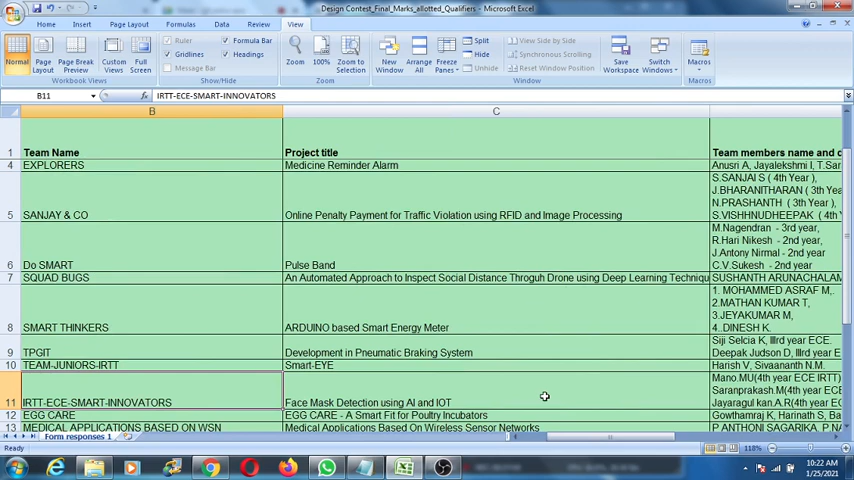 Design Contest_Final_Marks_allotted_Qualifiers - Microsoft Excel
Home Insert Page Layout Formulas Data Review View
Ruler Formula Bar
Gridlines Headings
Message Bar
Normal Page Layout Page Break Preview Custom Views Full Screen
Zoom 100% Zoom to Selection
New Window Arrange All Freeze Panes
Split Hide Unhide
View Side by Side
Synchronous Scrolling
Reset Window Position
Save Workspace Switch Windows Macros
Workbook Views Show/Hide Zoom Window Macros
B11 fx IRTT-ECE-SMART-INNOVATORS
B C
1 Team Name Project title Team members name and d
4 EXPLORERS Medicine Reminder Alarm Anusri A, Jayalekshmi I, T.Sar
S.SANJAI S ( 4th Year ),
J.BHARANITHARAN ( 3th Yea
N.PRASHANTH ( 3th Year ),
5 SANJAY & CO Online Penalty Payment for Traffic Violation using RFID and Image Processing S.VISHHNUDHEEPAK ( 4th
M.Nagendran - 3rd year,
R.Hari Nikesh - 2nd year,
J.Antony Nirmal - 2nd year
6 Do SMART Pulse Band C.V.Sukesh - 2nd year
7 SQUAD BUGS An Automated Approach to Inspect Social Distance Throguh Drone using Deep Learning Techniqu SUSHANTH ARUNACHALAM
1. MOHAMMED ASRAF M,.
2.MATHAN KUMAR T,
3.JEYAKUMAR M,
8 SMART THINKERS ARDUINO based Smart Energy Meter 4..DINESH K.
Siji Selcia K, IIIrd year ECE.
9 TPGIT Development in Pneumatic Braking System Deepak Judson D, IIIrd year EC
10 TEAM-JUNIORS-IRTT Smart-EYE Harish V, Sivaananth N.M.
Mano.MU(4th year ECE IRTT)
Saranprakash.M(4th year ECE
11 IRTT-ECE-SMART-INNOVATORS Face Mask Detection using AI and IOT Jayaragul kan.A.R(4th year EC
12 EGG CARE EGG CARE - A Smart Fit for Poultry Incubators Gowthamraj K, Harinath S, Ba
13 MEDICAL APPLICATIONS BASED ON WSN Medical Applications Based On Wireless Sensor Networks P ANTHONI SAGARIKA, P.NA
Form responses 1
Ready 118%
10:22 AM
1/25/2021